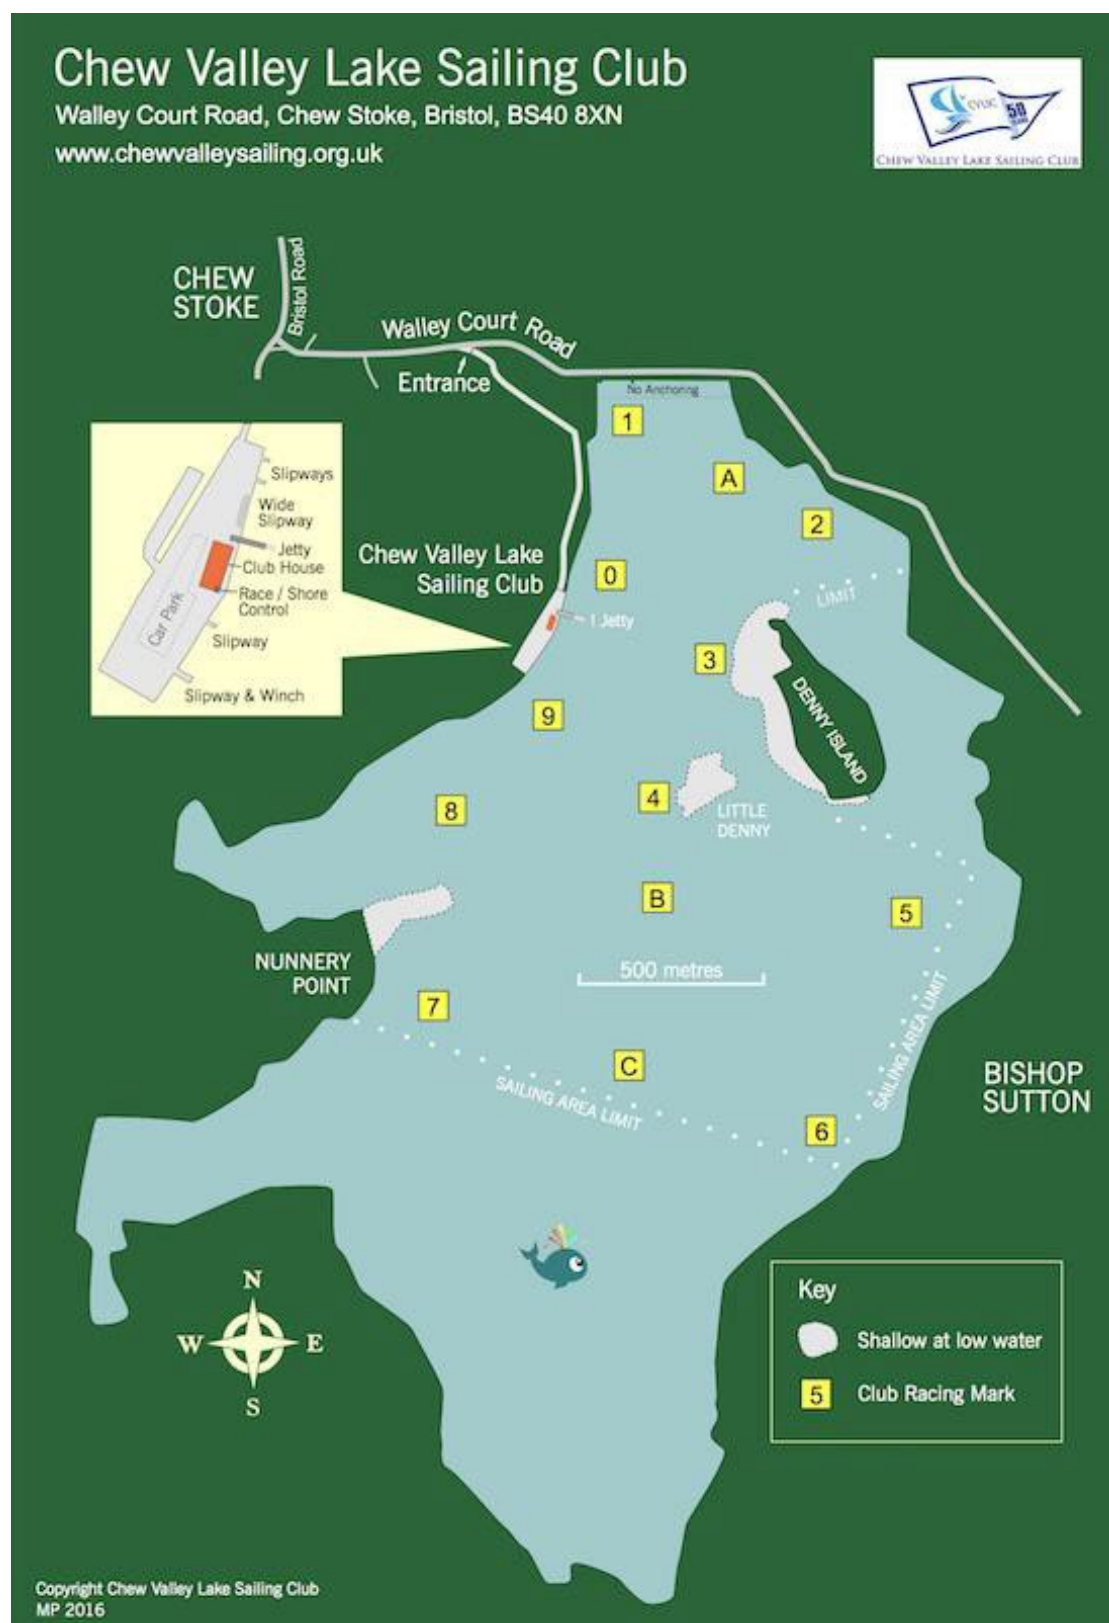 Chew Valley Lake Sailing Club
Walley Court Road, Chew Stoke, Bristol, BS40 8XN
www.chewvalleysailing.org.uk
CVLSC
50
CHEW VALLEY LAKE SAILING CLUB
CHEW
STOKE
Bristol Road
Walley Court Road
Entrance
No Anchoring
1
A
2
Slipways
Wide
Slipway
Jetty
Club House
Race / Shore
Control
Car Park
Slipway
Slipway & Winch
Chew Valley Lake
Sailing Club
0
LIMIT
Jetty
3
DENNY ISLAND
9
4
8
LITTLE
DENNY
B
5
NUNNERY
POINT
500 metres
7
SAILING AREA LIMIT
C
SAILING AREA LIMIT
6
BISHOP
SUTTON
N
W
E
S
Key
Shallow at low water
5
Club Racing Mark
Copyright Chew Valley Lake Sailing Club
MP 2016